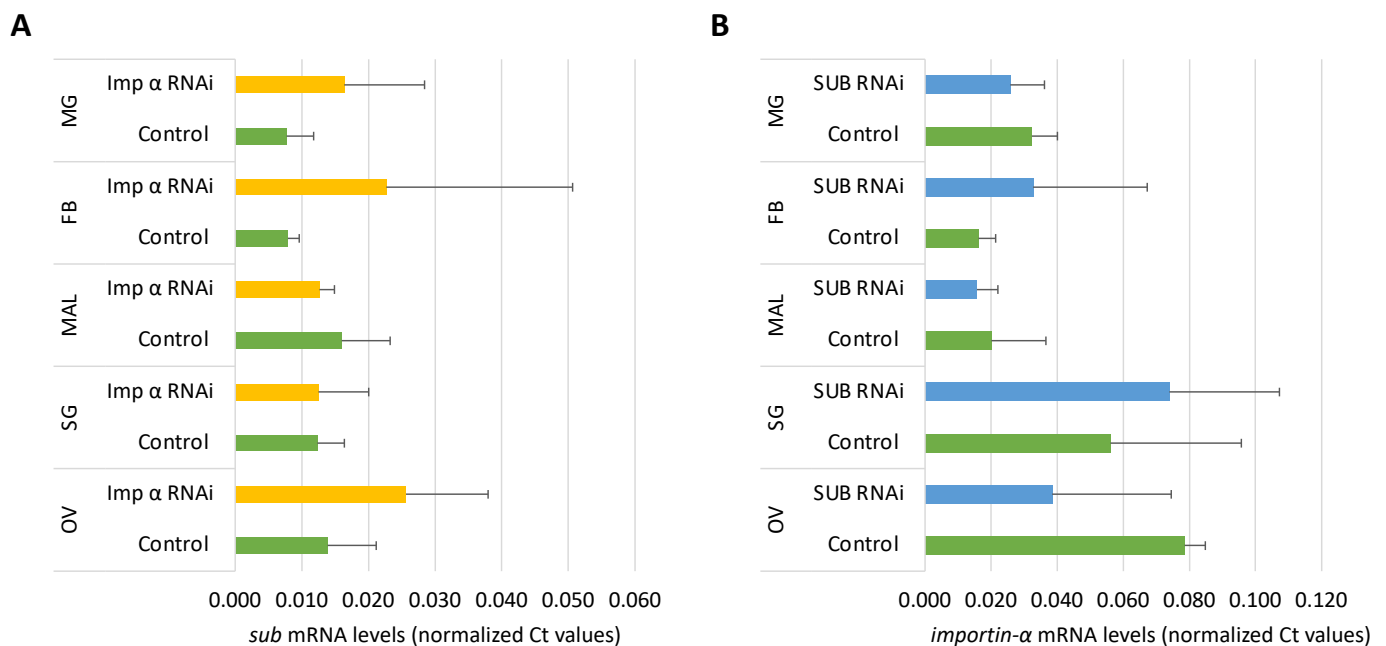 A
MG
Imp α RNAi
Control
FB
Imp α RNAi
Control
MAL
Imp α RNAi
Control
SG
Imp α RNAi
Control
OV
Imp α RNAi
Control
0.000 0.010 0.020 0.030 0.040 0.050 0.060
sub mRNA levels (normalized Ct values)
B
MG
SUB RNAi
Control
FB
SUB RNAi
Control
MAL
SUB RNAi
Control
SG
SUB RNAi
Control
OV
SUB RNAi
Control
0.000 0.020 0.040 0.060 0.080 0.100 0.120
importin-α mRNA levels (normalized Ct values)